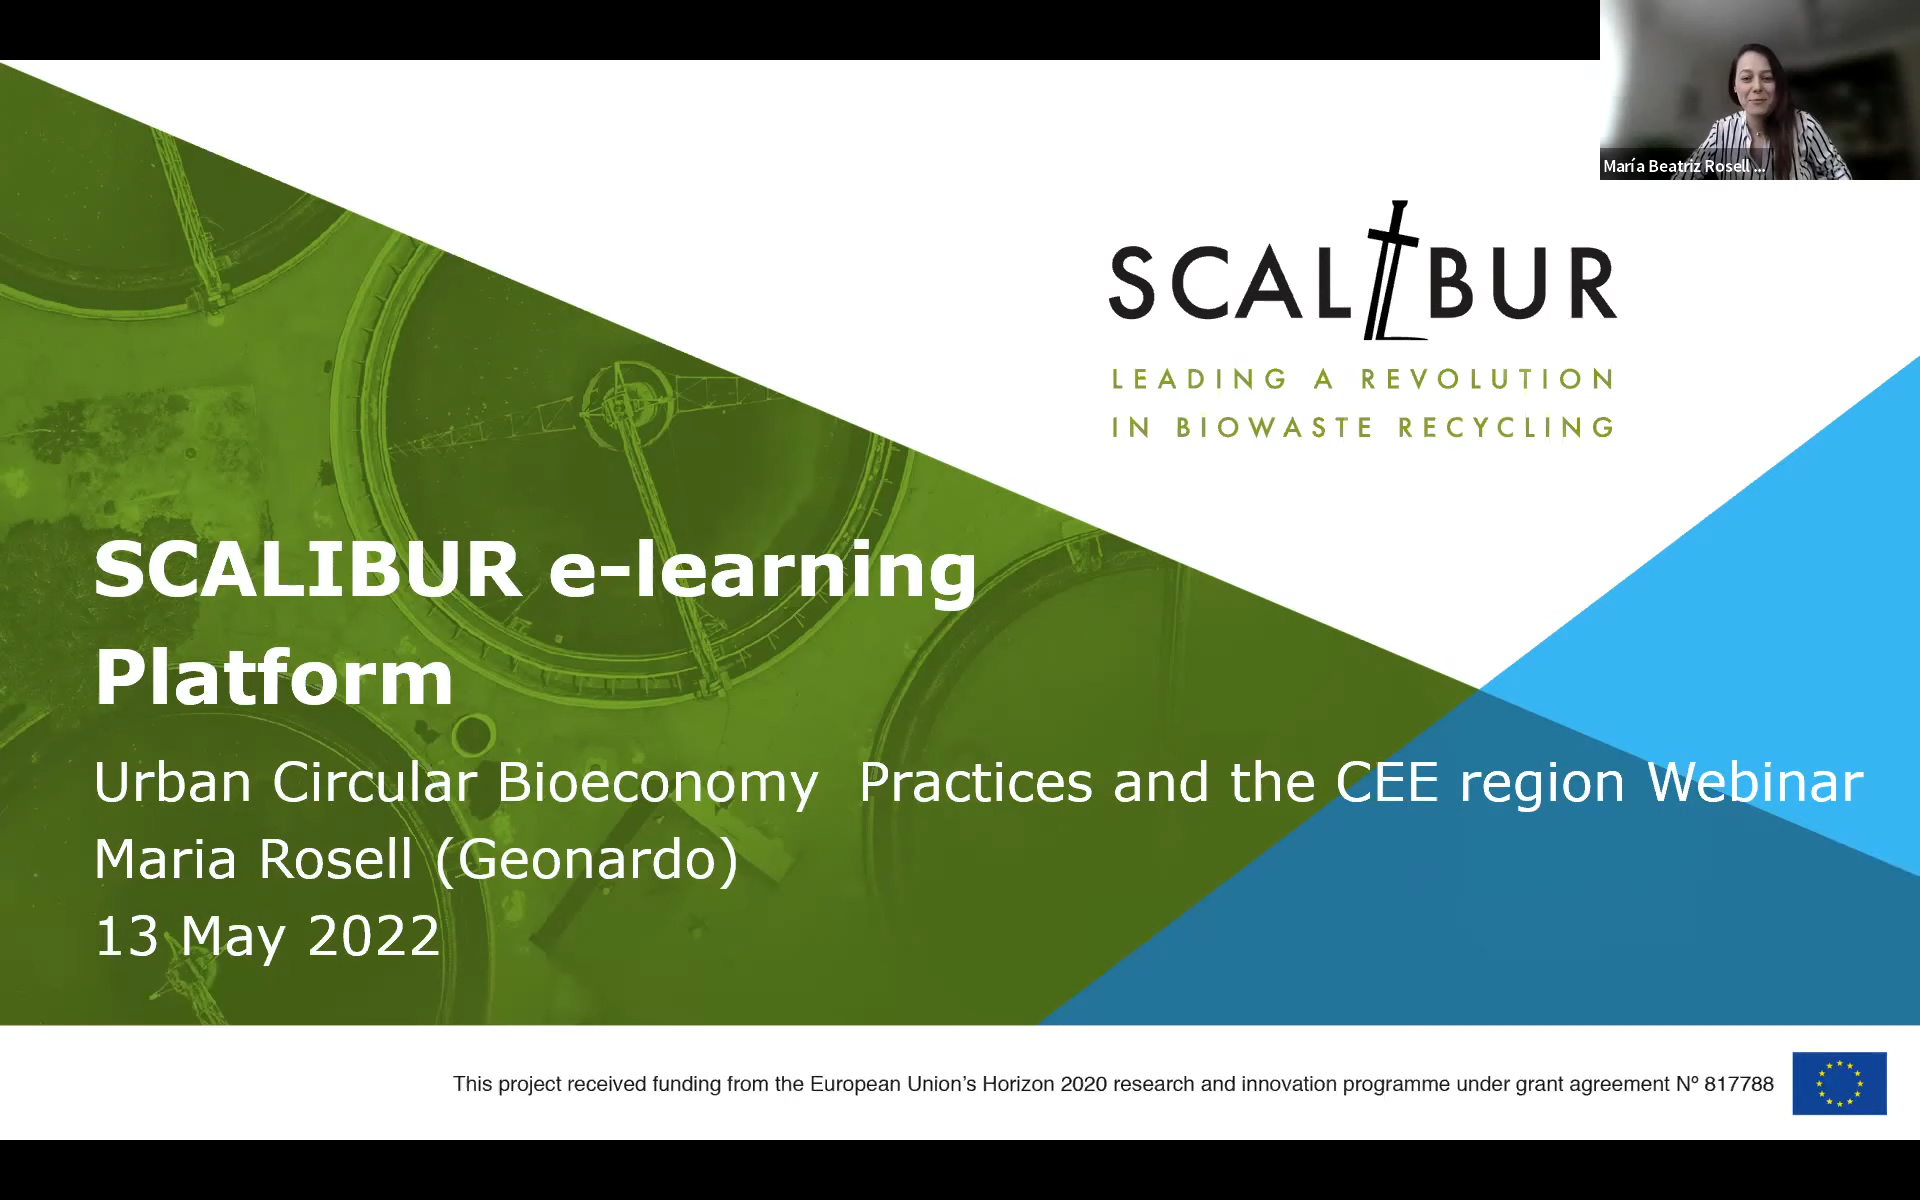 María Beatriz Rosell ...
SCALIBUR
LEADING A REVOLUTION
IN BIOWASTE RECYCLING
SCALIBUR e-learning
Platform
Urban Circular Bioeconomy  Practices and the CEE region Webinar
Maria Rosell (Geonardo)
13 May 2022
This project received funding from the European Union's Horizon 2020 research and innovation programme under grant agreement Nº 817788